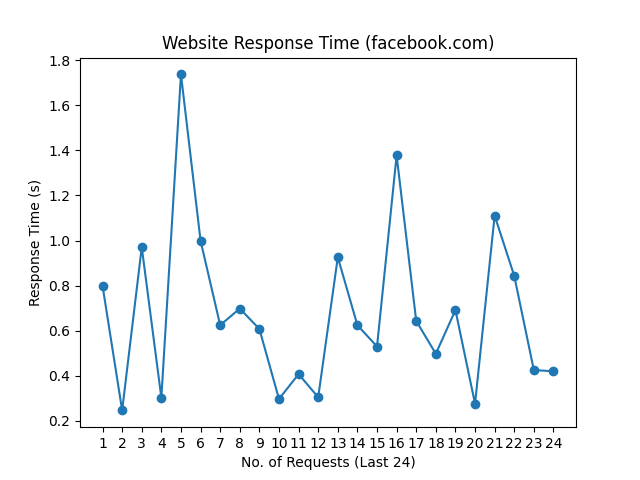 Website Response Time (facebook.com)
1.8
1.6
1.4
1.2
1.0
0.8
0.6
0.4
0.2
Response Time (s)
1 2 3 4 5 6 7 8 9 10 11 12 13 14 15 16 17 18 19 20 21 22 23 24
No. of Requests (Last 24)